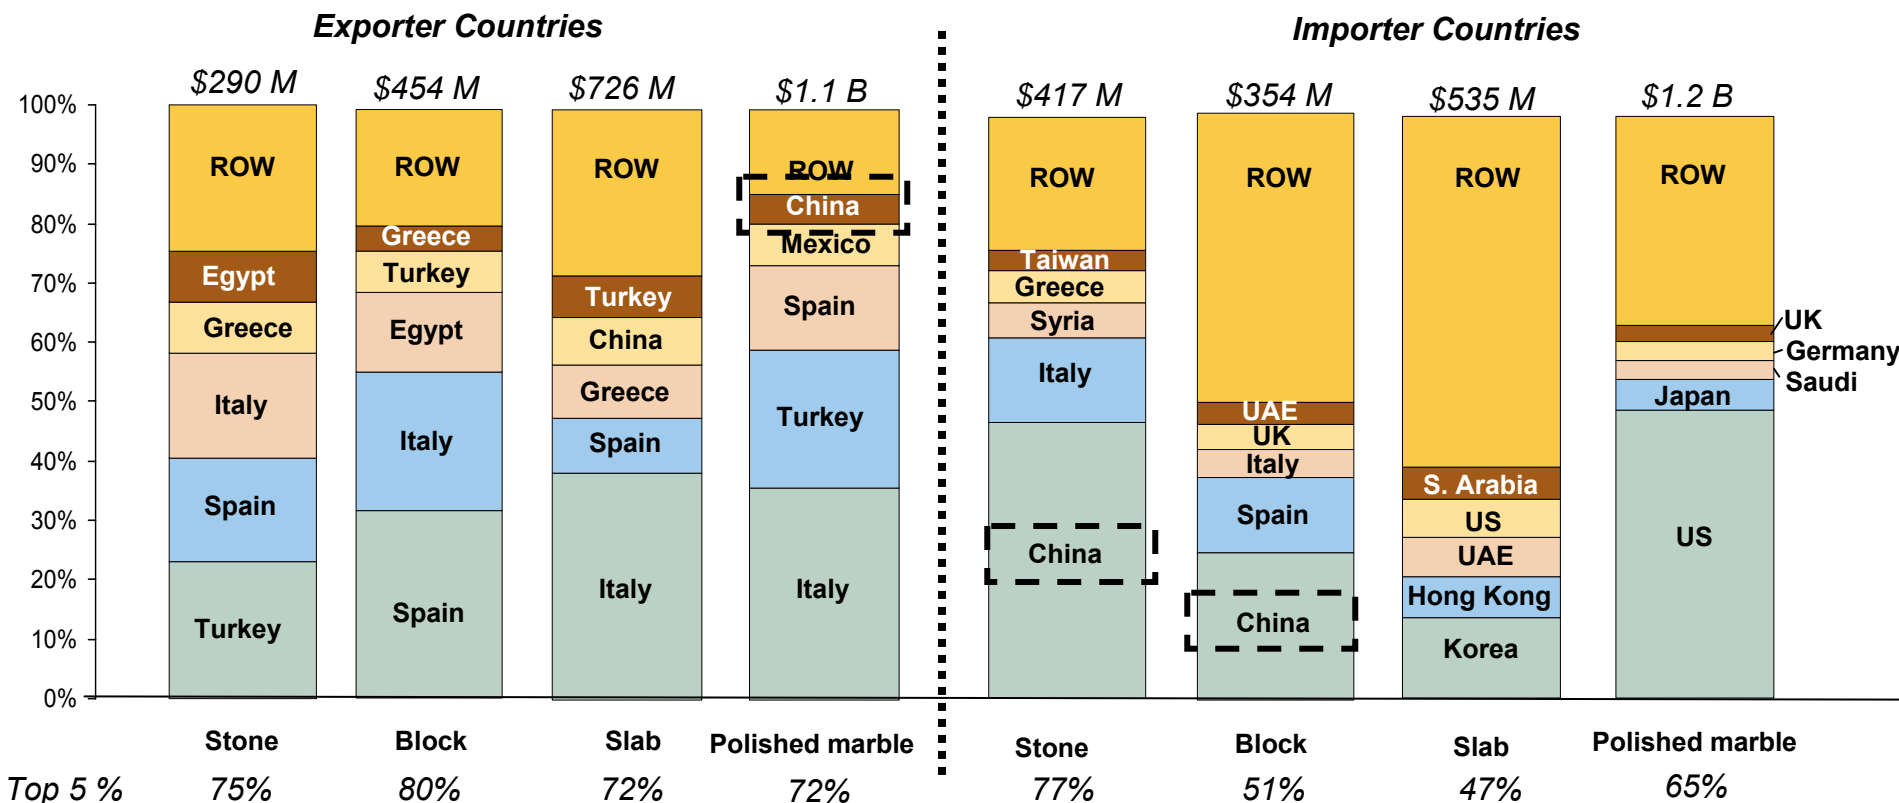 Exporter Countries
Importer Countries
$290 M
$454 M
$726 M
$1.1 B
$417 M
$354 M
$535 M
$1.2 B
100%
90%
80%
70%
60%
50%
40%
30%
20%
10%
0%
ROW
Egypt
Greece
Italy
Spain
Turkey
ROW
Greece
Turkey
Egypt
Italy
Spain
ROW
Turkey
China
Greece
Spain
Italy
ROW
China
Mexico
Spain
Turkey
Italy
ROW
Taiwan
Greece
Syria
Italy
China
ROW
UAE
UK
Italy
Spain
China
ROW
S. Arabia
US
UAE
Hong Kong
Korea
ROW
UK
Germany
Saudi
Japan
US
Stone
Block
Slab
Polished marble
Stone
Block
Slab
Polished marble
Top 5 % 75% 80% 72% 72% 77% 51% 47% 65%